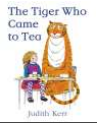 The Tiger Who
Came to Tea
Judith Kerr